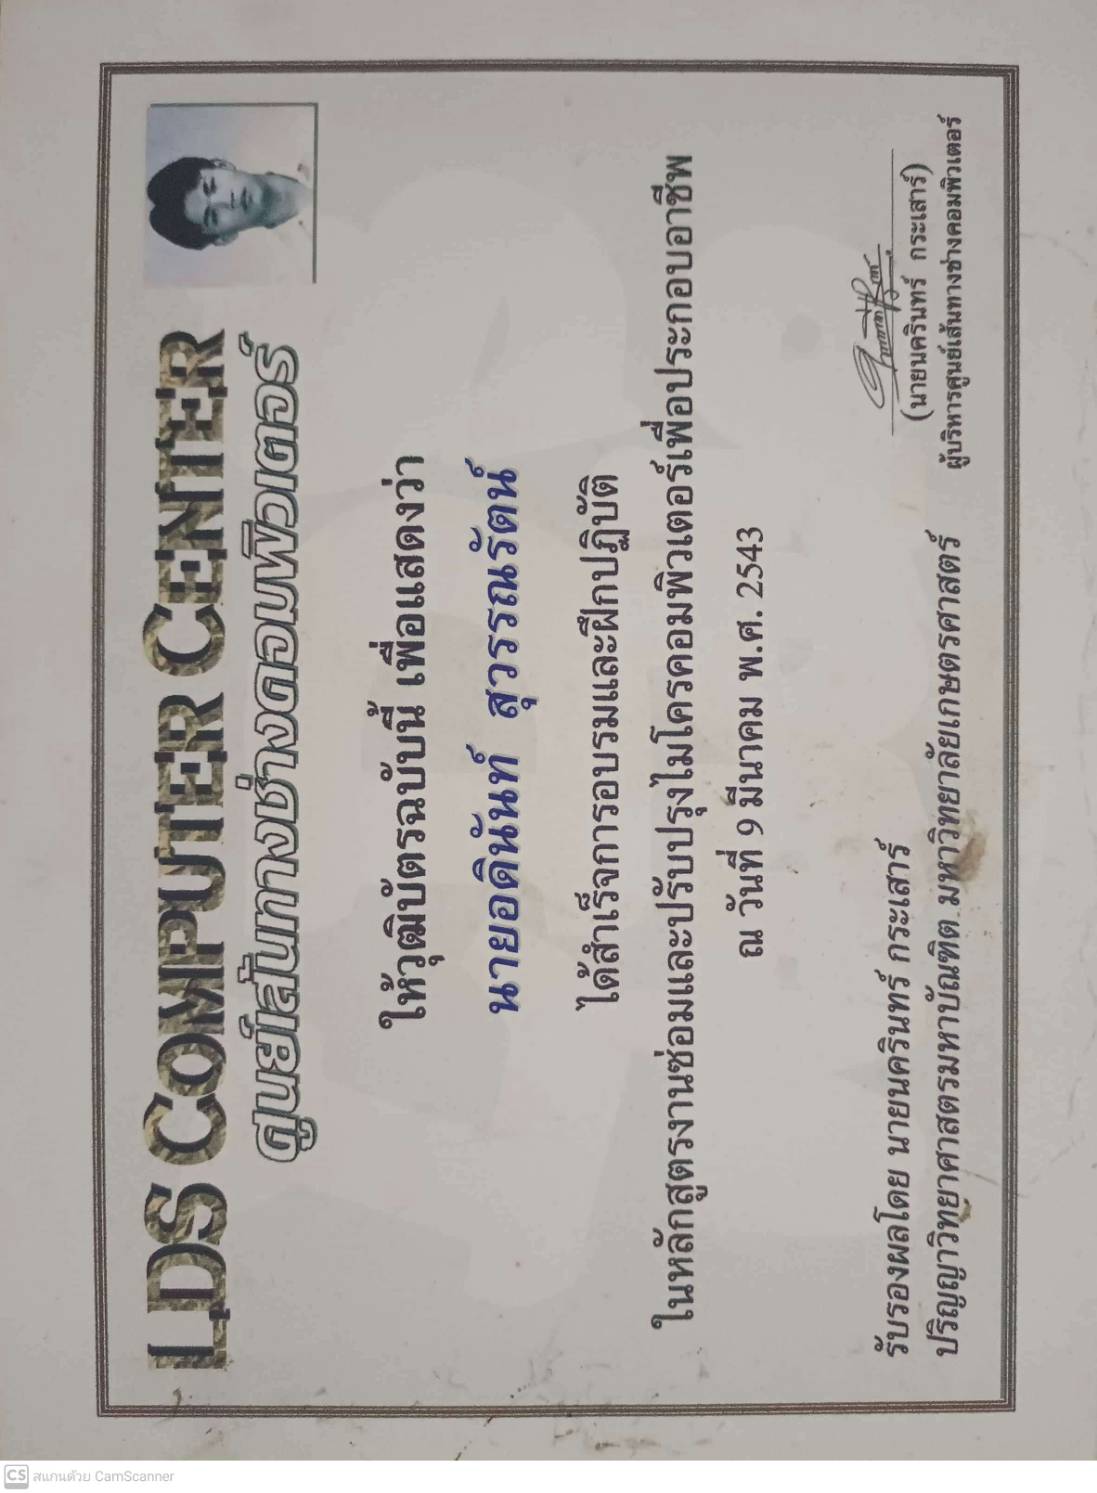 LDS COMPUTER CENTER
ศูนย์เส้นทางช่างคอมพิวเตอร์
ให้วุฒิบัตรฉบับนี้ เพื่อแสดงว่า
นายอดินันท์ สุวรรณรัตน์
ได้สำเร็จการอบรมและฝึกปฏิบัติ
ในหลักสูตรงานซ่อมและปรับปรุงไมโครคอมพิวเตอร์เพื่อประกอบอาชีพ
ณ วันที่ 9 มีนาคม พ.ศ. 2543
รับรองผลโดย นายนครินทร์ กระเสาร์
ปริญญาวิทยาศาสตรมหาบัณฑิต มหาวิทยาลัยเกษตรศาสตร์
(นายนครินทร์ กระเสาร์)
ผู้บริหารศูนย์เส้นทางช่างคอมพิวเตอร์
CS สแกนด้วย CamScanner